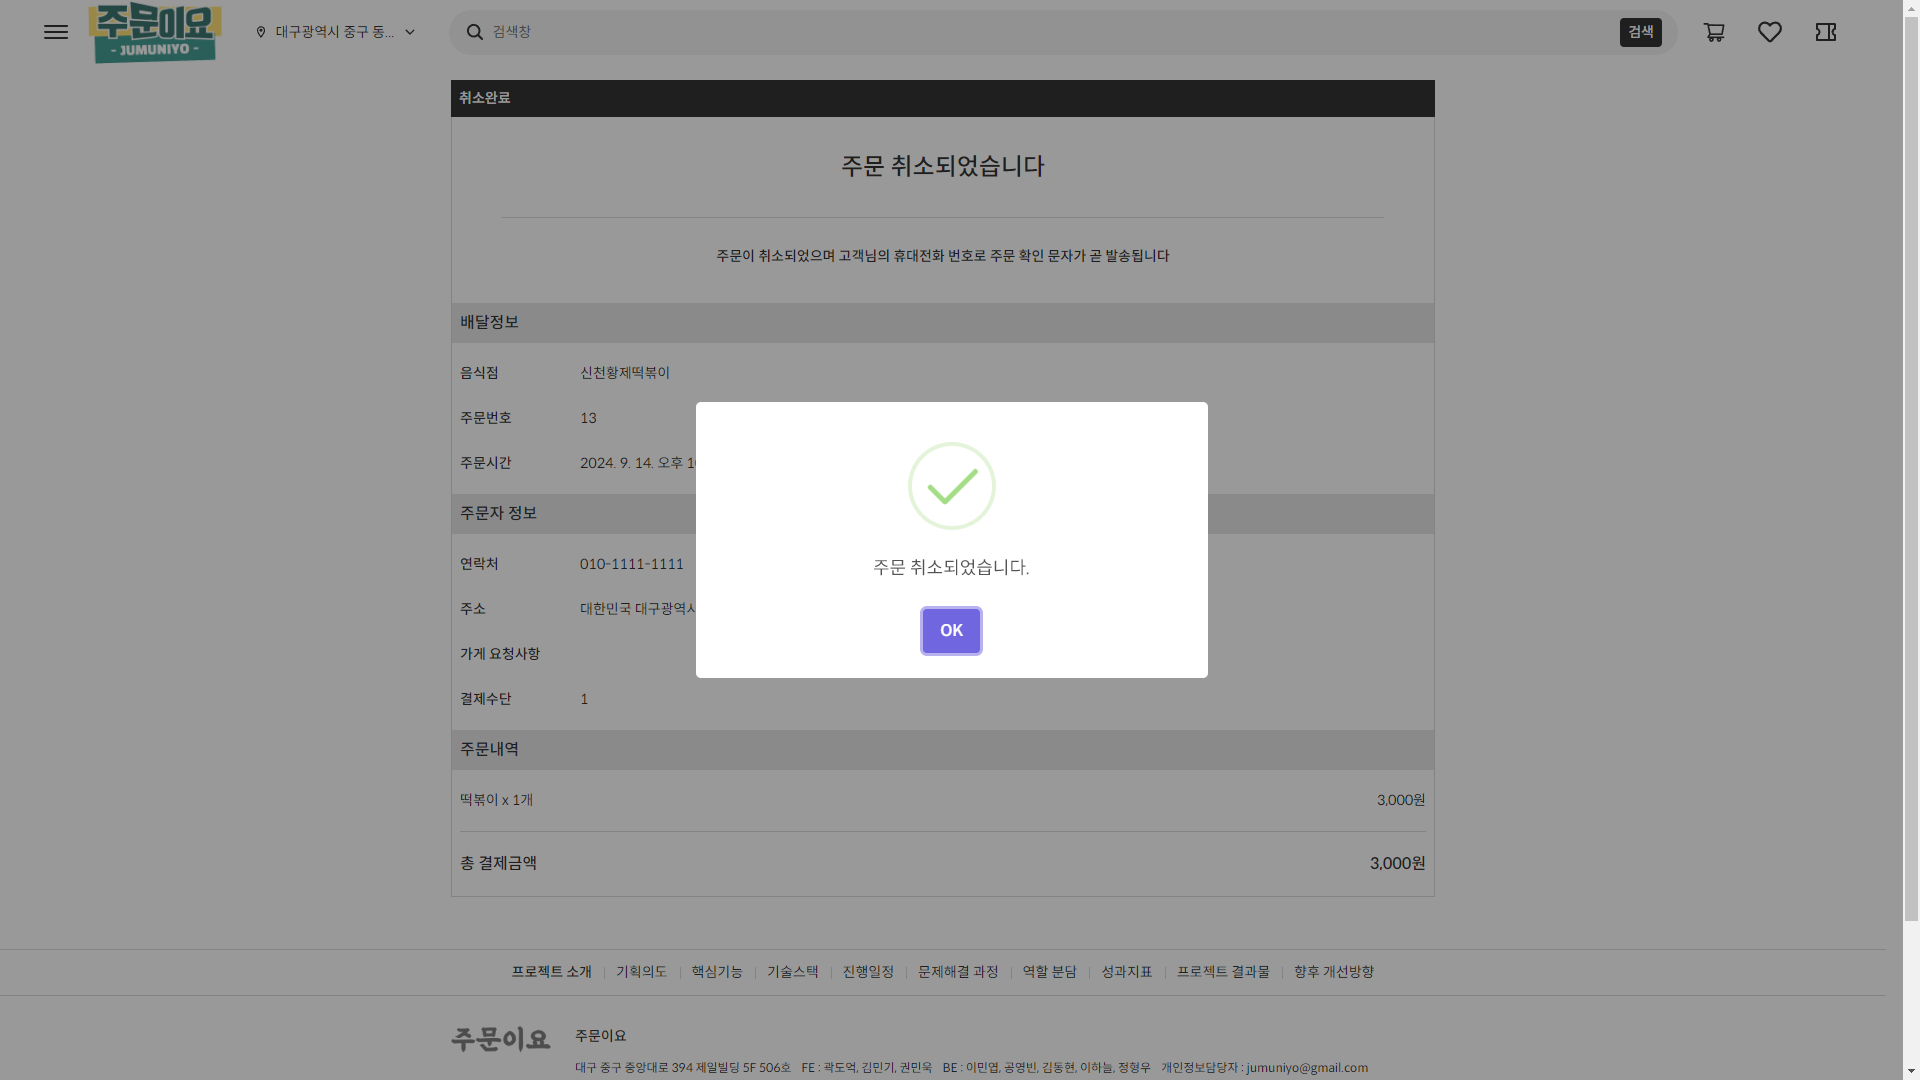 주문이요
- JUMUNIYO -
대구광역시 중구 동...
검색창
검색
취소완료
주문 취소되었습니다
주문이 취소되었으며 고객님의 휴대전화 번호로 주문 확인 문자가 곧 발송됩니다
배달정보
음식점 신천황제떡볶이
주문번호 13
주문시간 2024. 9. 14. 오후 1
주문자 정보
연락처 010-1111-1111
주소 대한민국 대구광역시
가게 요청사항
결제수단 1
주문 취소되었습니다.
OK
주문내역
떡볶이 x 1개 3,000원
총 결제금액 3,000원
프로젝트 소개 기획의도 핵심기능 기술스택 진행일정 문제해결 과정 역할 분담 성과지표 프로젝트 결과물 향후 개선방향
주문이요 주문이요
대구 중구 중앙대로 394 제일빌딩 5F 506호 FE : 곽도억, 김민기, 권민욱 BE : 이민엽, 공영빈, 김동현, 이하늘, 정형우 개인정보담당자 : jumuniyo@gmail.com